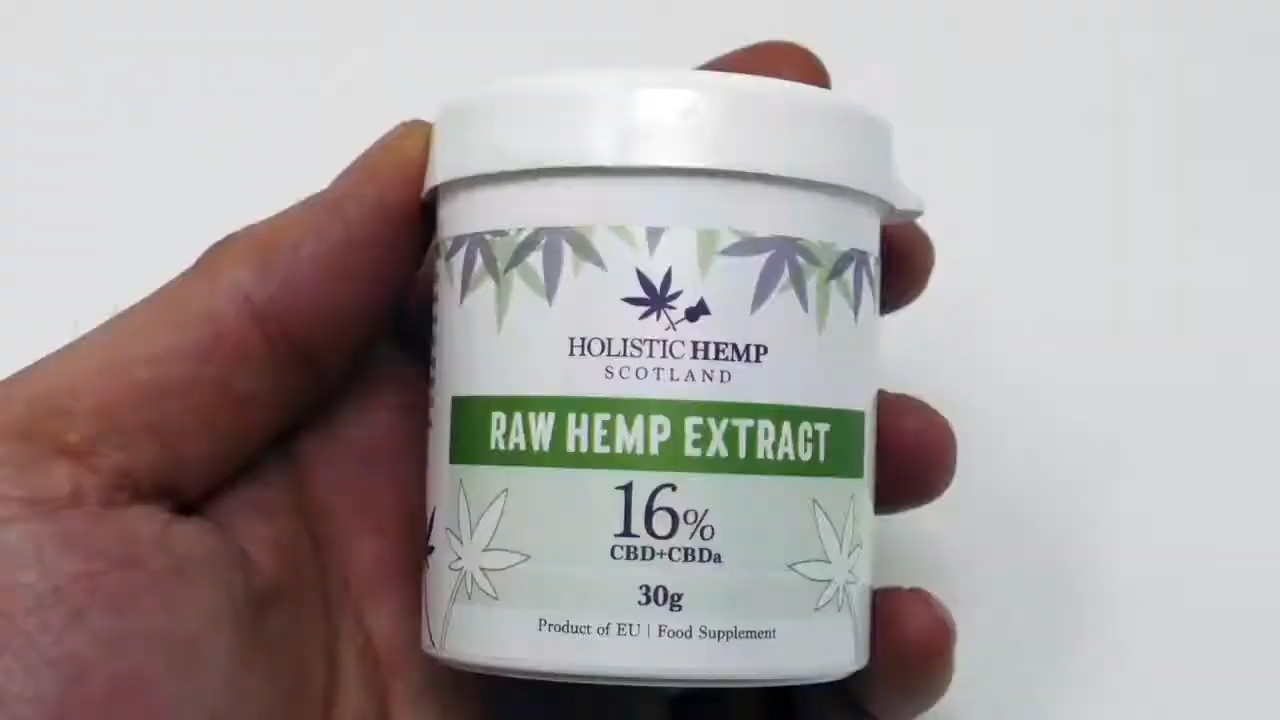 HOLISTIC HEMP
SCOTLAND
RAW HEMP EXTRACT
16%
CBD+CBDa
30g
Product of EU | Food Supplement